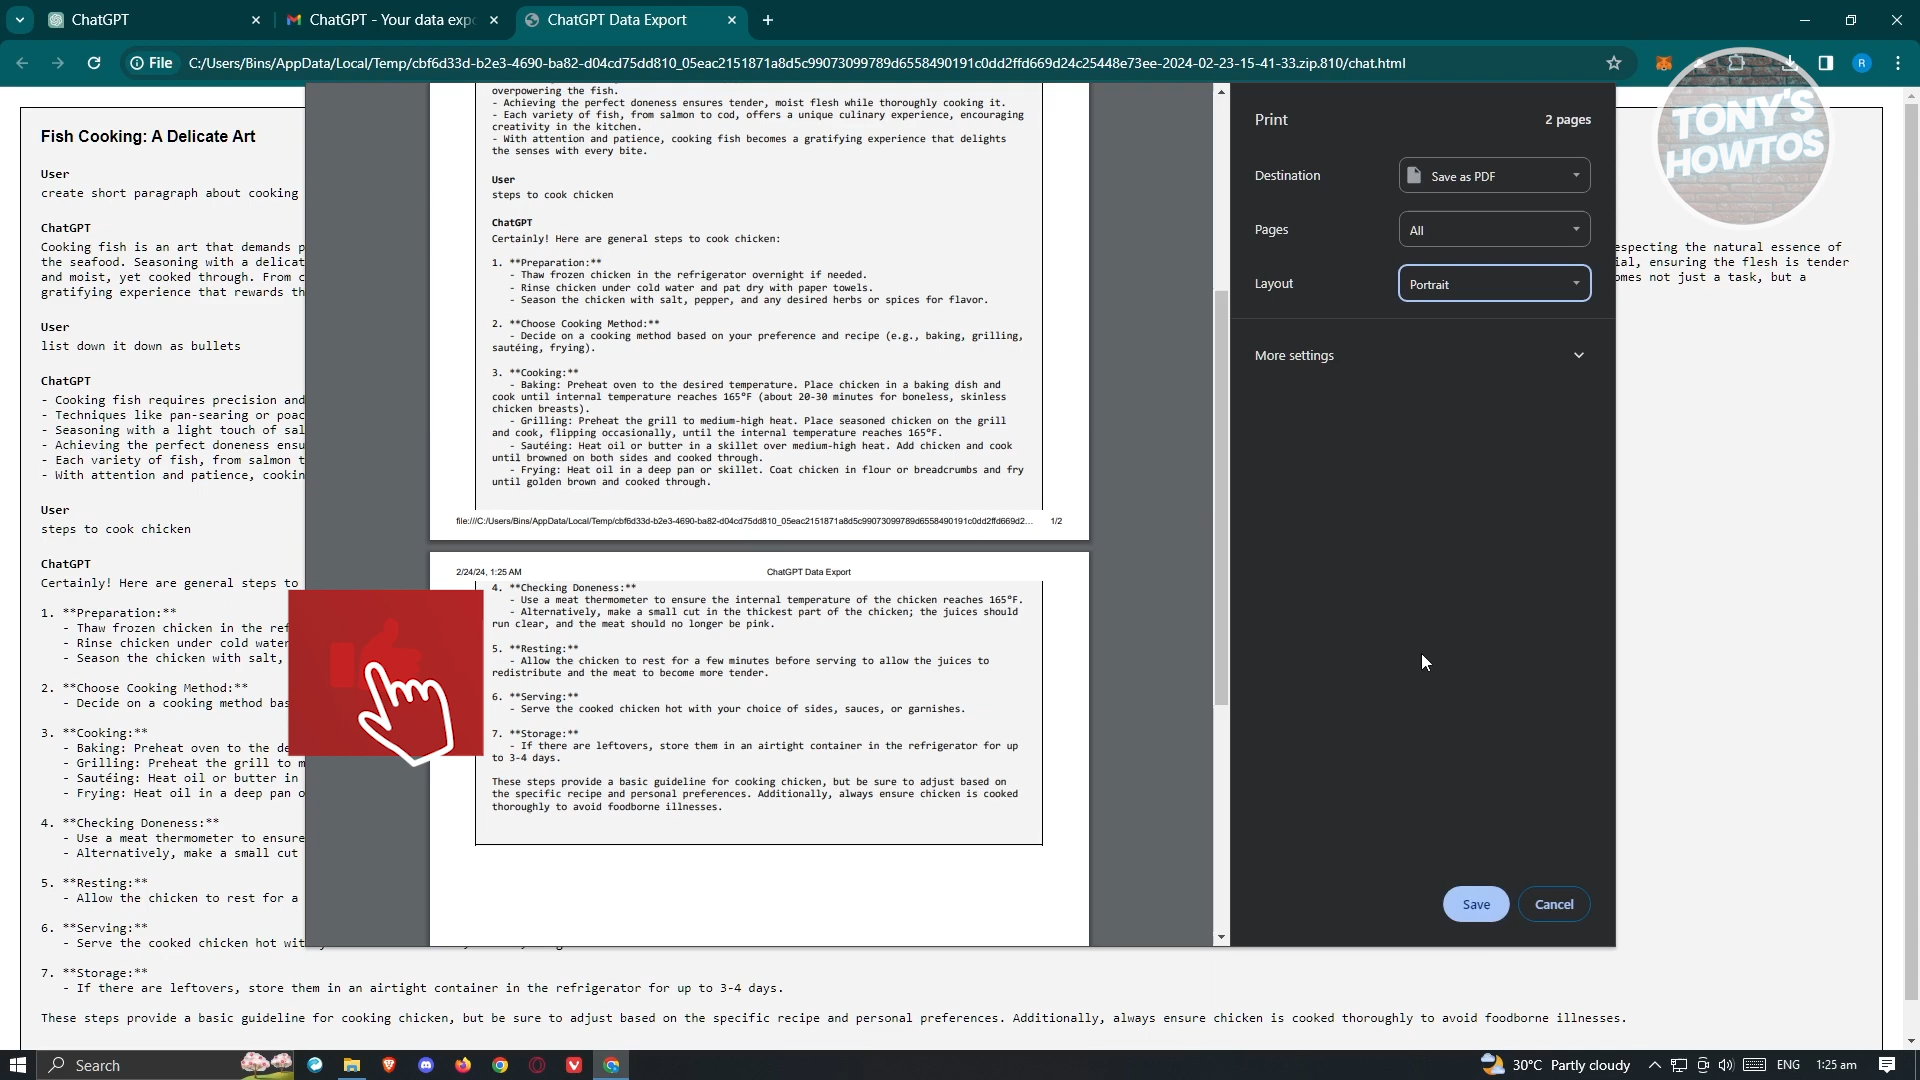 ChatGPT
ChatGPT - Your data expo
ChatGPT Data Export
File
C:/Users/Bins/AppData/Local/Temp/cbf6d33d-b2e3-4690-ba82-d04cd75dd810_05eac2151871a8d5c99073099789d6558490191c0dd2ffd669d24c25448e73ee-2024-02-23-15-41-33.zip.810/chat.html
R
TONY'S
HOWTOS
Fish Cooking: A Delicate Art
User
create short paragraph about cooking
ChatGPT
Cooking fish is an art that demands p
the seafood. Seasoning with a delicat
and moist, yet cooked through. From c
gratifying experience that rewards th
especting the natural essence of
ial, ensuring the flesh is tender
omes not just a task, but a
User
list down it down as bullets
ChatGPT
- Cooking fish requires precision and
- Techniques like pan-searing or poac
- Seasoning with a light touch of sal
- Achieving the perfect doneness ensu
- Each variety of fish, from salmon t
- With attention and patience, cookin
User
steps to cook chicken
ChatGPT
Certainly! Here are general steps to
1. **Preparation:**
- Thaw frozen chicken in the ref
- Rinse chicken under cold water
- Season the chicken with salt,
2. **Choose Cooking Method:**
- Decide on a cooking method bas
3. **Cooking:**
- Baking: Preheat oven to the de
- Grilling: Preheat the grill to m
- Sautéing: Heat oil or butter in
- Frying: Heat oil in a deep pan o
4. **Checking Doneness:**
- Use a meat thermometer to ensure
- Alternatively, make a small cut
5. **Resting:**
- Allow the chicken to rest for a
6. **Serving:**
- Serve the cooked chicken hot wit
7. **Storage:**
- If there are leftovers, store them in an airtight container in the refrigerator for up to 3-4 days.
These steps provide a basic guideline for cooking chicken, but be sure to adjust based on the specific recipe and personal preferences. Additionally, always ensure chicken is cooked thoroughly to avoid foodborne illnesses.
overpowering the fish.
- Achieving the perfect doneness ensures tender, moist flesh while thoroughly cooking it.
- Each variety of fish, from salmon to cod, offers a unique culinary experience, encouraging
creativity in the kitchen.
- With attention and patience, cooking fish becomes a gratifying experience that delights
the senses with every bite.
User
steps to cook chicken
ChatGPT
Certainly! Here are general steps to cook chicken:
1. **Preparation:**
- Thaw frozen chicken in the refrigerator overnight if needed.
- Rinse chicken under cold water and pat dry with paper towels.
- Season the chicken with salt, pepper, and any desired herbs or spices for flavor.
2. **Choose Cooking Method:**
- Decide on a cooking method based on your preference and recipe (e.g., baking, grilling,
sautéing, frying).
3. **Cooking:**
- Baking: Preheat oven to the desired temperature. Place chicken in a baking dish and
cook until internal temperature reaches 165°F (about 20-30 minutes for boneless, skinless
chicken breasts).
- Grilling: Preheat the grill to medium-high heat. Place seasoned chicken on the grill
and cook, flipping occasionally, until the internal temperature reaches 165°F.
- Sautéing: Heat oil or butter in a skillet over medium-high heat. Add chicken and cook
until browned on both sides and cooked through.
- Frying: Heat oil in a deep pan or skillet. Coat chicken in flour or breadcrumbs and fry
until golden brown and cooked through.
file:///C:/Users/Bins/AppData/Local/Temp/cbf6d33d-b2e3-4690-ba82-d04cd75dd810_05eac2151871a8d5c99073099789d6558490191c0dd2ffd669d2... 1/2
2/24/24, 1:25 AM ChatGPT Data Export
4. **Checking Doneness:**
- Use a meat thermometer to ensure the internal temperature of the chicken reaches 165°F.
- Alternatively, make a small cut in the thickest part of the chicken; the juices should
run clear, and the meat should no longer be pink.
5. **Resting:**
- Allow the chicken to rest for a few minutes before serving to allow the juices to
redistribute and the meat to become more tender.
6. **Serving:**
- Serve the cooked chicken hot with your choice of sides, sauces, or garnishes.
7. **Storage:**
- If there are leftovers, store them in an airtight container in the refrigerator for up
to 3-4 days.
These steps provide a basic guideline for cooking chicken, but be sure to adjust based on
the specific recipe and personal preferences. Additionally, always ensure chicken is cooked
thoroughly to avoid foodborne illnesses.
Print 2 pages
Destination Save as PDF
Pages All
Layout Portrait
More settings
Save Cancel
Search
30°C Partly cloudy
ENG
1:25 am